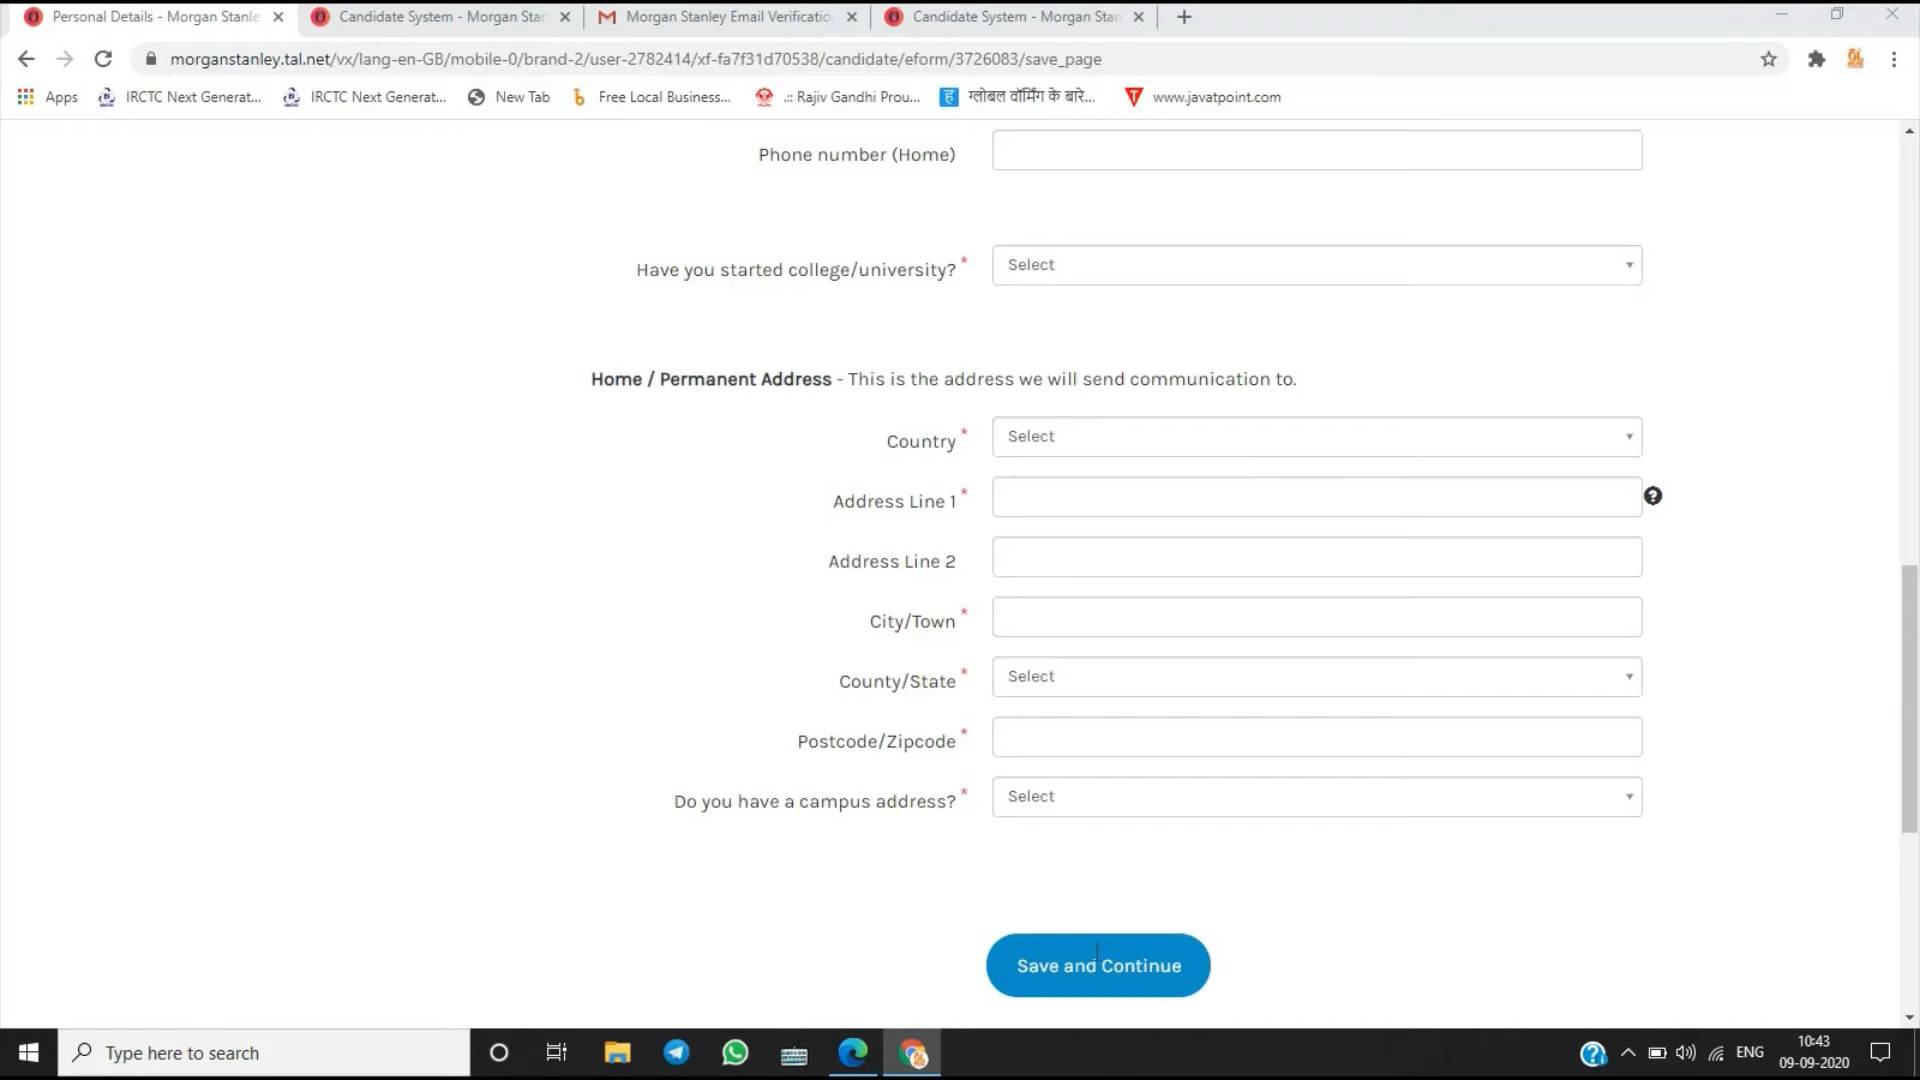 Personal Details - Morgan Stanle
Candidate System - Morgan Stan
Morgan Stanley Email Verificatio
Candidate System - Morgan Stan
morganstanley.tal.net/vx/lang-en-GB/mobile-0/brand-2/user-2782414/xf-fa7f31d70538/candidate/eform/3726083/save_page
Apps
IRCTC Next Generat...
IRCTC Next Generat...
New Tab
Free Local Business...
.:: Rajiv Gandhi Prou...
ग्लोबल वॉर्मिंग के बारे...
www.javatpoint.com
Phone number (Home)
Have you started college/university? *
Select
Home / Permanent Address - This is the address we will send communication to.
Country *
Select
Address Line 1 *
Address Line 2
City/Town *
County/State *
Select
Postcode/Zipcode *
Do you have a campus address? *
Select
Save and Continue
Type here to search
ENG
10:43
09-09-2020